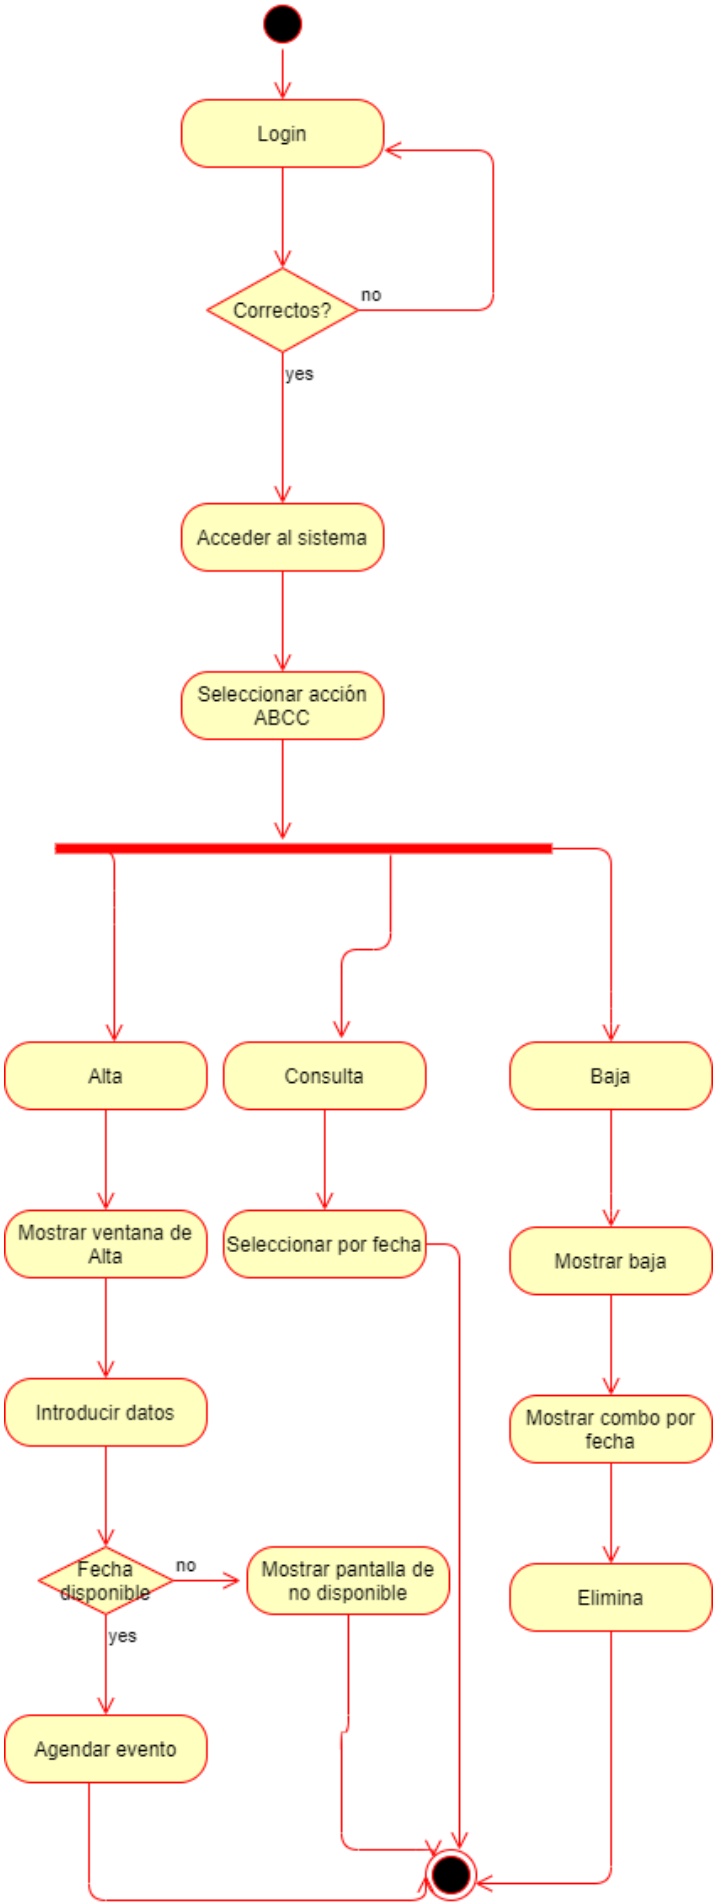 Login
Correctos?
no
yes
Acceder al sistema
Seleccionar acción
ABCC
Alta
Consulta
Baja
Mostrar ventana de
Alta
Seleccionar por fecha
Mostrar baja
Introducir datos
Mostrar combo por
fecha
Fecha
disponible
no
yes
Mostrar pantalla de
no disponible
Elimina
Agendar evento